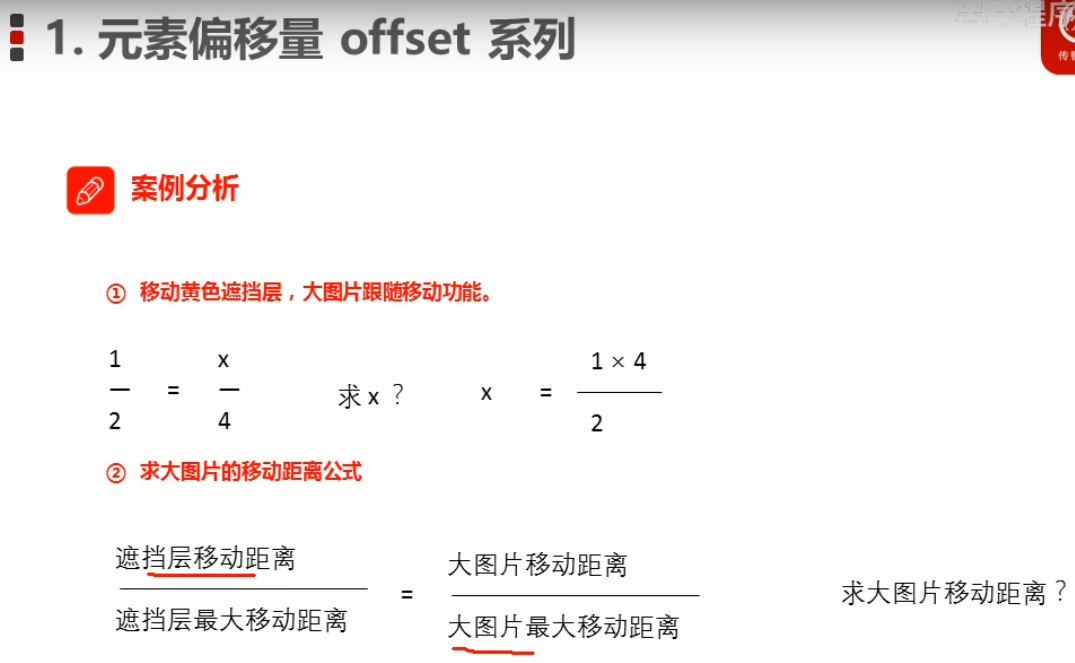 1. 元素偏移量 offset 系列
案例分析
① 移动黄色遮挡层，大图片跟随移动功能。
1 x 1 × 4
— = — 求 x ？ x = ———
2 4 2
② 求大图片的移动距离公式
遮挡层移动距离 大图片移动距离
= 求大图片移动距离？
遮挡层最大移动距离 大图片最大移动距离